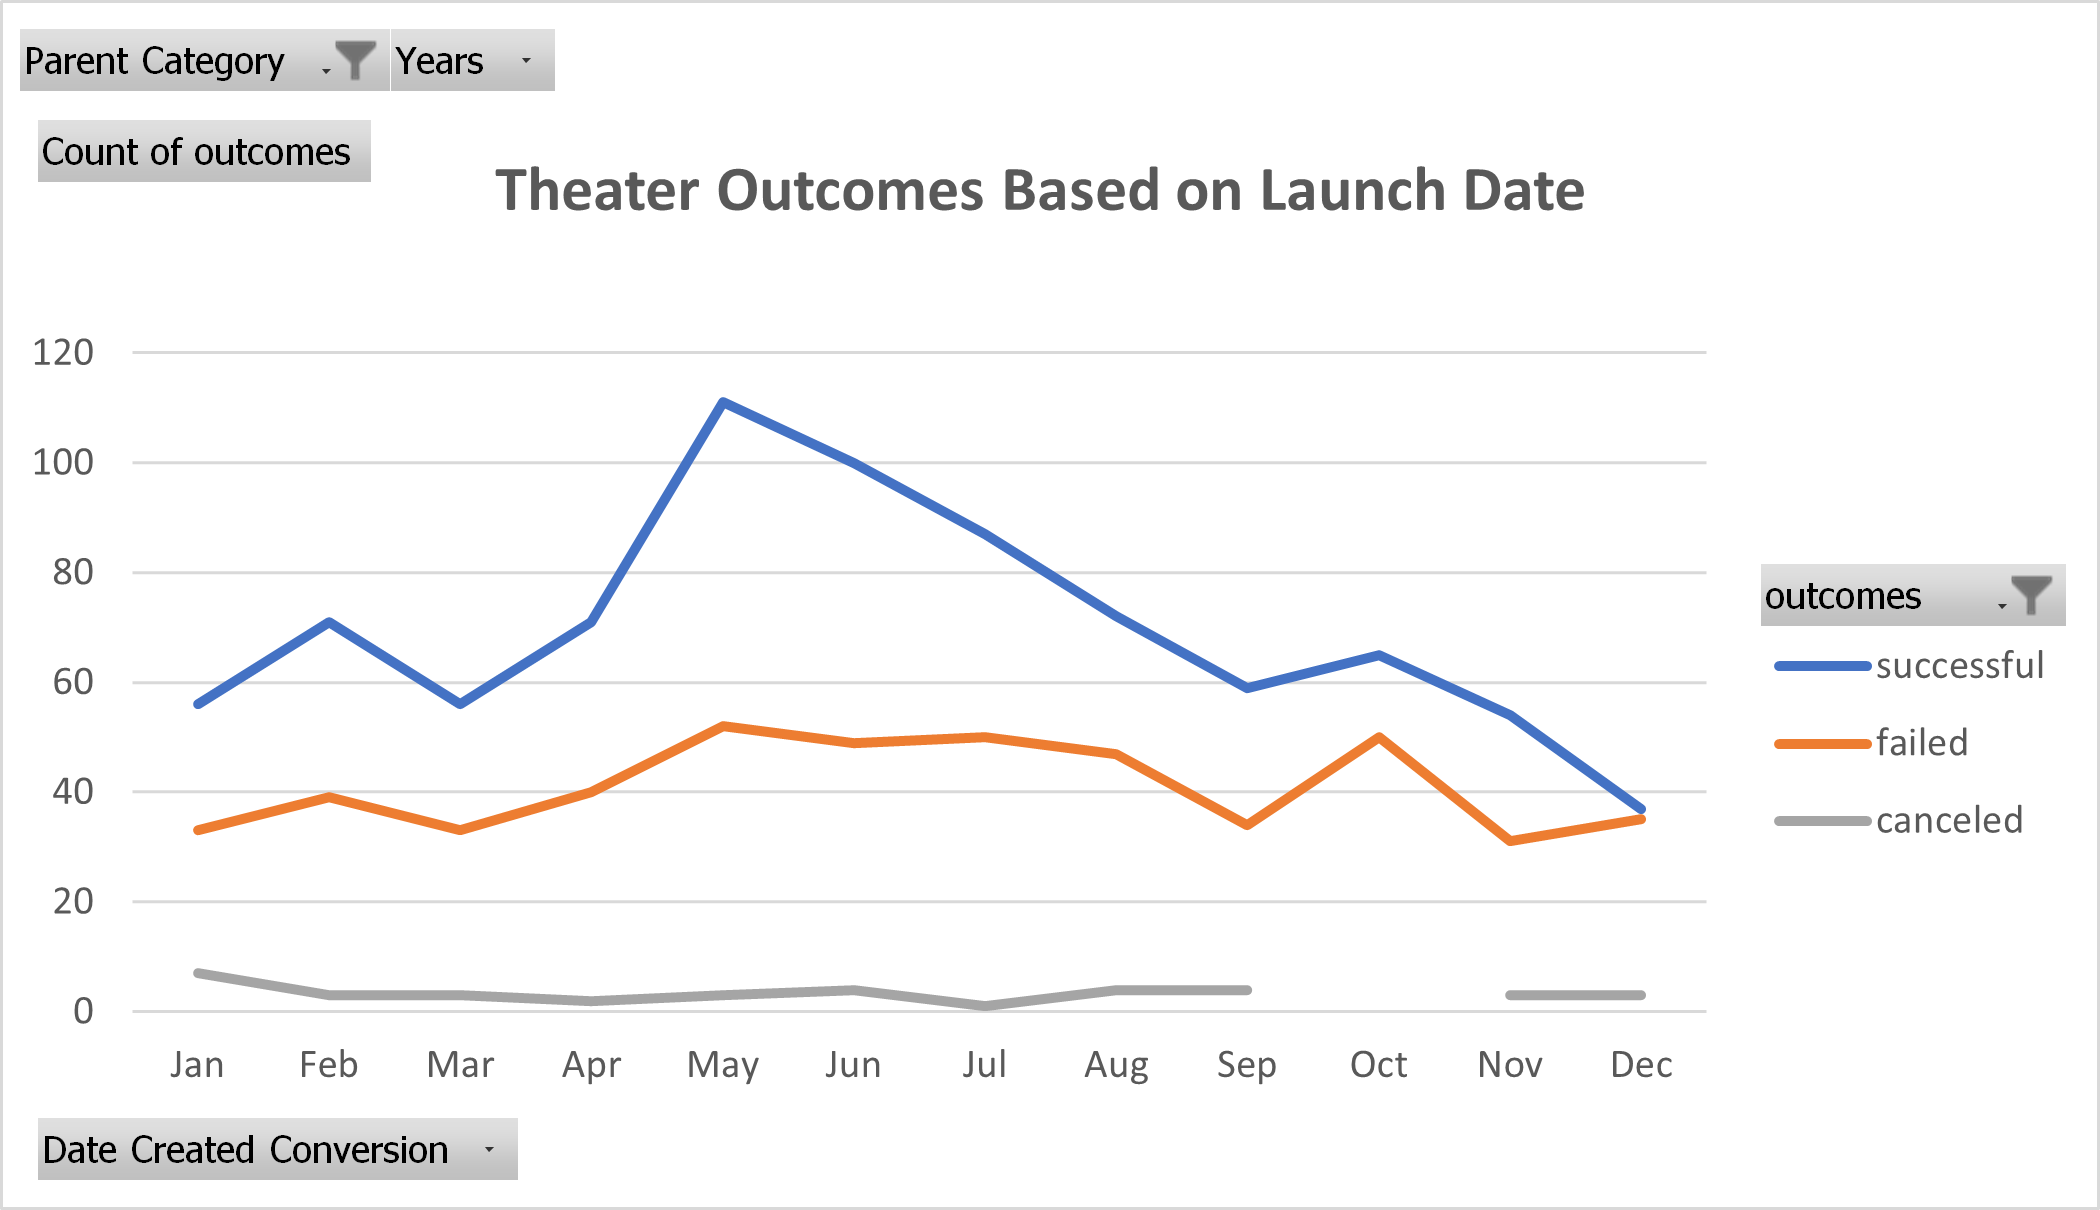 Parent Category Years
Count of outcomes
Theater Outcomes Based on Launch Date
120
100
80
60
40
20
0
Jan Feb Mar Apr May Jun Jul Aug Sep Oct Nov Dec
outcomes
successful
failed
canceled
Date Created Conversion